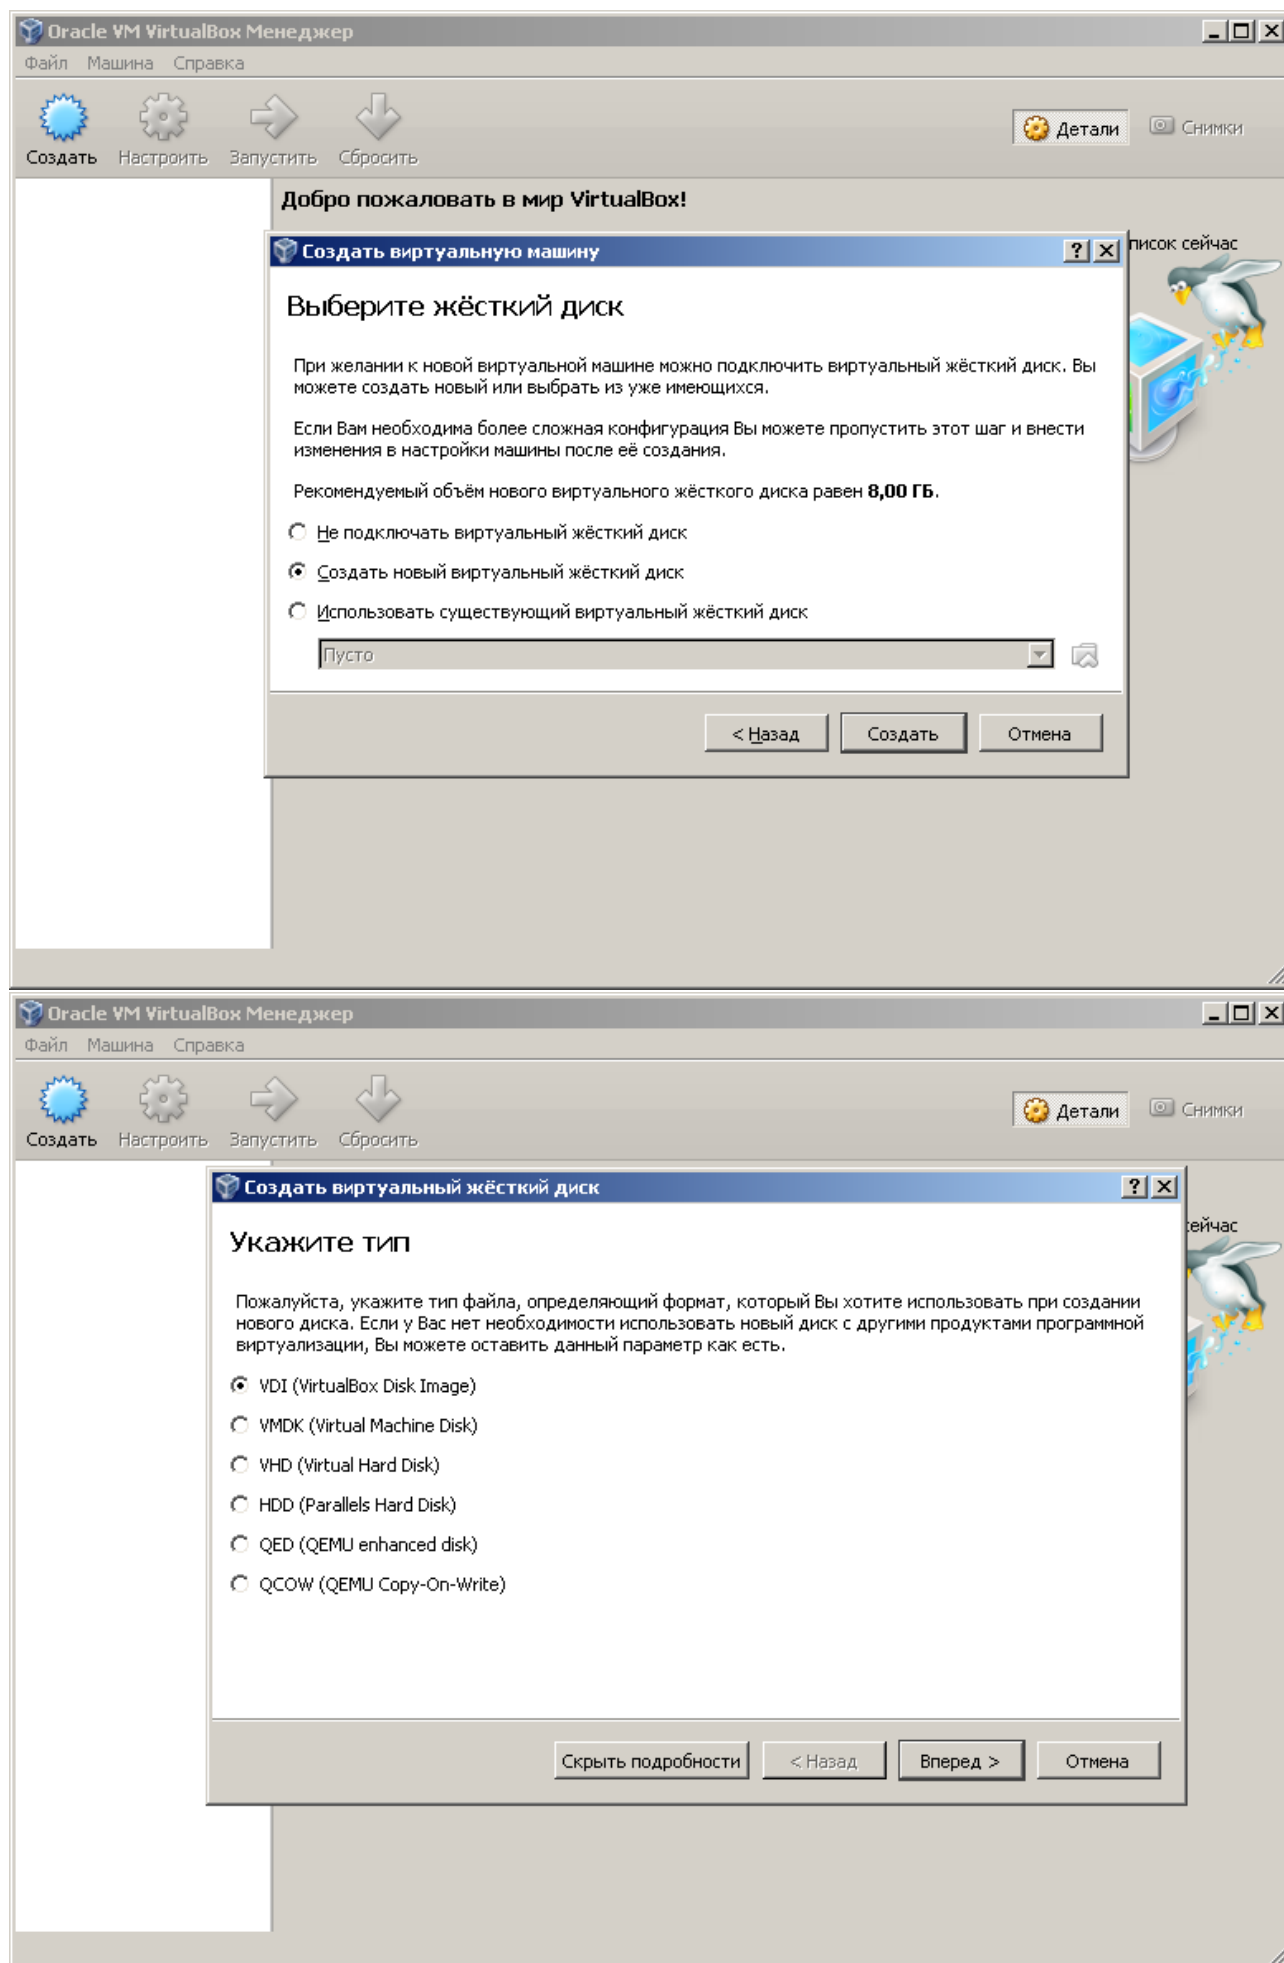 Oracle VM VirtualBox Менеджер
Файл Машина Справка
Создать Настроить Запустить Сбросить
Детали Снимки
Добро пожаловать в мир VirtualBox!
писок сейчас
Создать виртуальную машину
Выберите жёсткий диск
При желании к новой виртуальной машине можно подключить виртуальный жёсткий диск. Вы
можете создать новый или выбрать из уже имеющихся.
Если Вам необходима более сложная конфигурация Вы можете пропустить этот шаг и внести
изменения в настройки машины после её создания.
Рекомендуемый объём нового виртуального жёсткого диска равен 8,00 ГБ.
Не подключать виртуальный жёсткий диск
Создать новый виртуальный жёсткий диск
Использовать существующий виртуальный жёсткий диск
Пусто
< Назад Создать Отмена
Oracle VM VirtualBox Менеджер
Файл Машина Справка
Создать Настроить Запустить Сбросить
Детали Снимки
Создать виртуальный жёсткий диск
ейчас
Укажите тип
Пожалуйста, укажите тип файла, определяющий формат, который Вы хотите использовать при создании
нового диска. Если у Вас нет необходимости использовать новый диск с другими продуктами программной
виртуализации, Вы можете оставить данный параметр как есть.
VDI (VirtualBox Disk Image)
VMDK (Virtual Machine Disk)
VHD (Virtual Hard Disk)
HDD (Parallels Hard Disk)
QED (QEMU enhanced disk)
QCOW (QEMU Copy-On-Write)
Скрыть подробности < Назад Вперед > Отмена